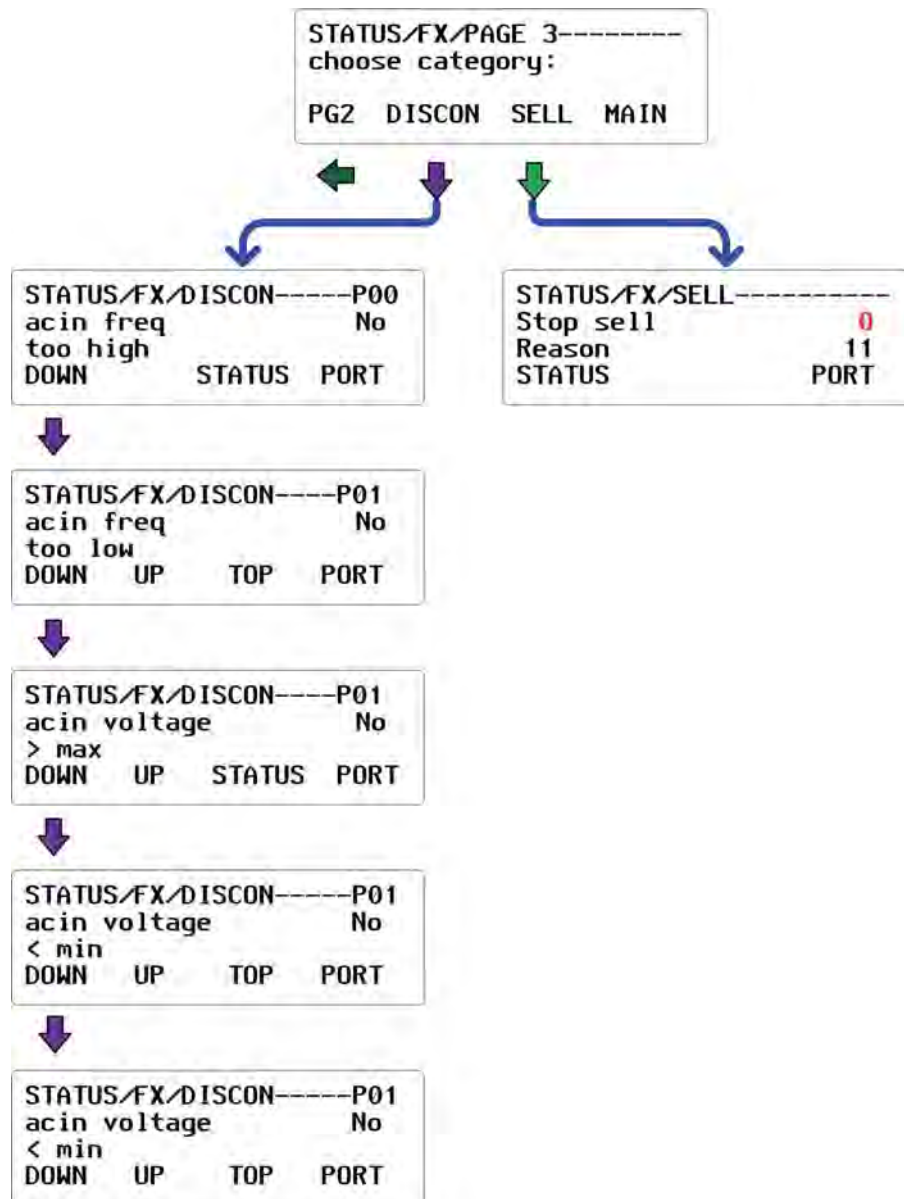 STATUS/FX/PAGE 3--------
choose category:
PG2 DISCON SELL MAIN
STATUS/FX/DISCON-----P00
acin freq No
too high
DOWN STATUS PORT
STATUS/FX/SELL----------
Stop sell 0
Reason 11
STATUS PORT
STATUS/FX/DISCON----P01
acin freq No
too low
DOWN UP TOP PORT
STATUS/FX/DISCON----P01
acin voltage No
> max
DOWN UP STATUS PORT
STATUS/FX/DISCON-----P01
acin voltage No
< min
DOWN UP TOP PORT
STATUS/FX/DISCON-----P01
acin voltage No
< min
DOWN UP TOP PORT